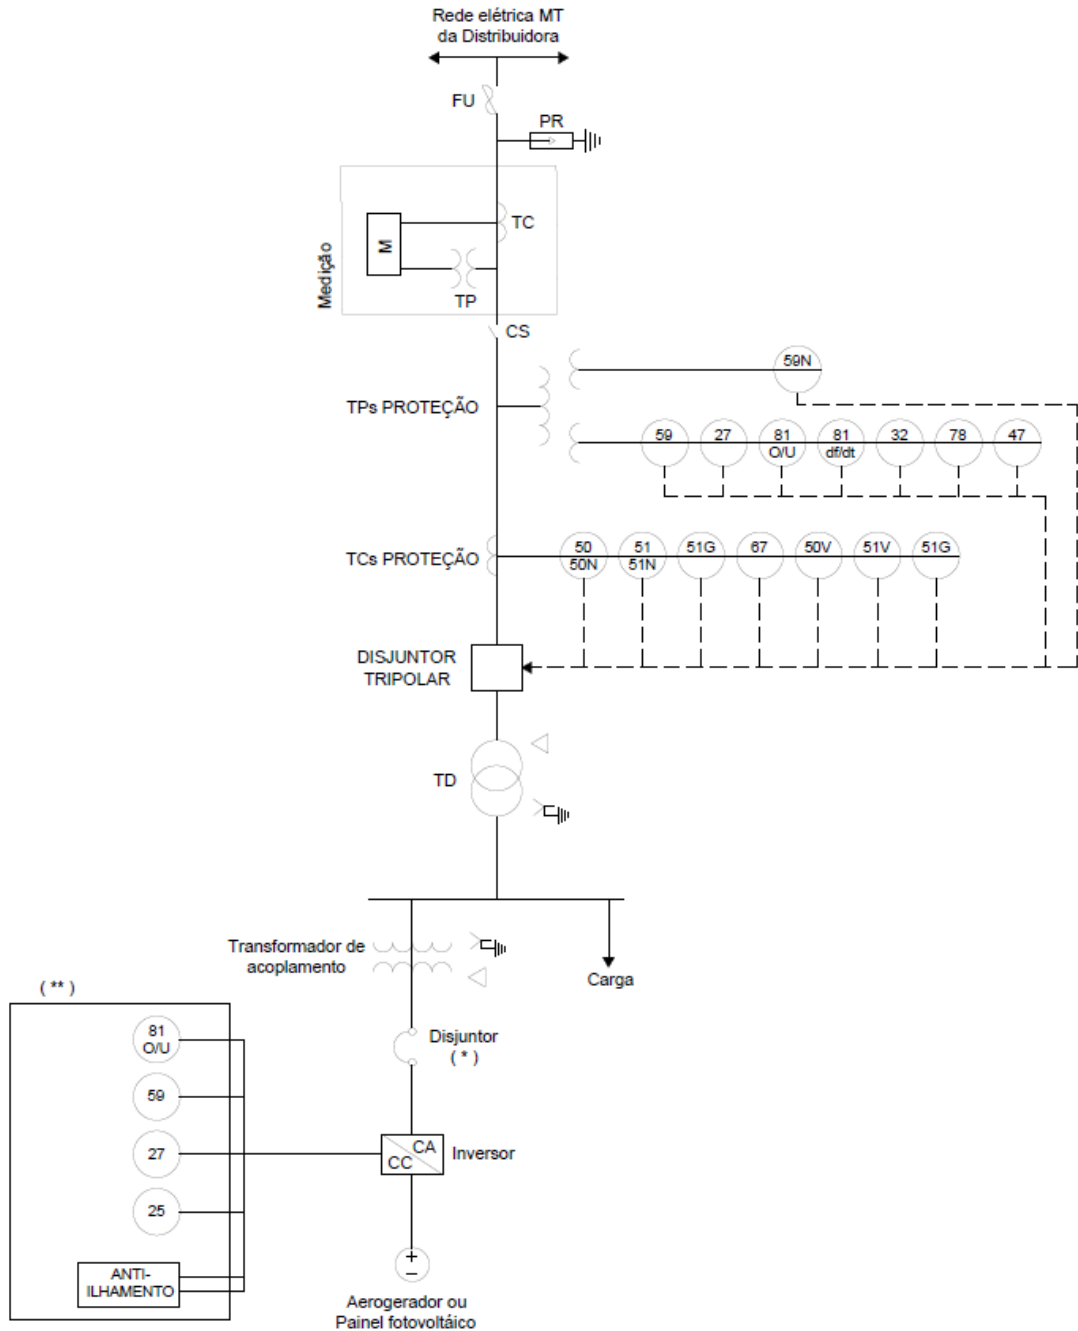 Rede elétrica MT
da Distribuidora
FU
PR
TC
M
Medição
TP
CS
59N
TPs PROTEÇÃO
59
27
81
O/U
81
df/dt
32
78
47
TCs PROTEÇÃO
50
50N
51
51N
51G
67
50V
51V
51G
DISJUNTOR
TRIPOLAR
TD
Transformador de
acoplamento
Carga
( ** )
81
O/U
Disjuntor
( * )
59
27
CA
CC
Inversor
25
ANTI-
ILHAMENTO
Aerogerador ou
Painel fotovoltáico